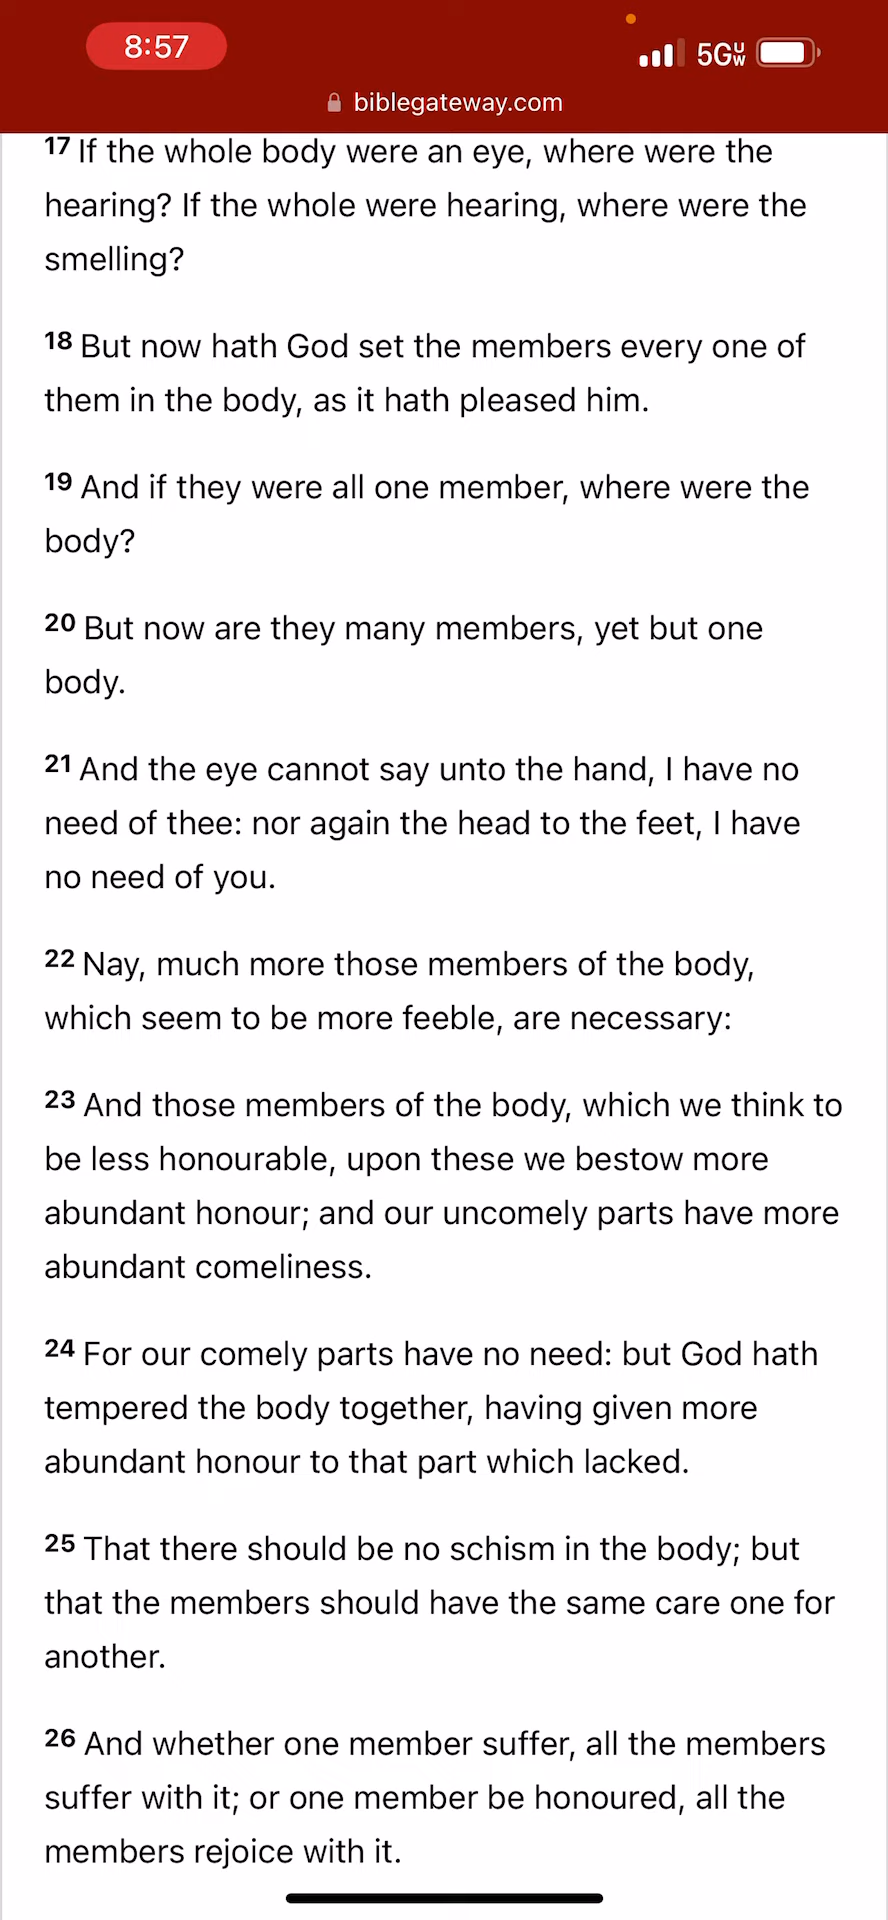 8:57
5GUW
biblegateway.com
17 If the whole body were an eye, where were the
hearing? If the whole were hearing, where were the
smelling?
18 But now hath God set the members every one of
them in the body, as it hath pleased him.
19 And if they were all one member, where were the
body?
20 But now are they many members, yet but one
body.
21 And the eye cannot say unto the hand, I have no
need of thee: nor again the head to the feet, I have
no need of you.
22 Nay, much more those members of the body,
which seem to be more feeble, are necessary:
23 And those members of the body, which we think to
be less honourable, upon these we bestow more
abundant honour; and our uncomely parts have more
abundant comeliness.
24 For our comely parts have no need: but God hath
tempered the body together, having given more
abundant honour to that part which lacked.
25 That there should be no schism in the body; but
that the members should have the same care one for
another.
26 And whether one member suffer, all the members
suffer with it; or one member be honoured, all the
members rejoice with it.